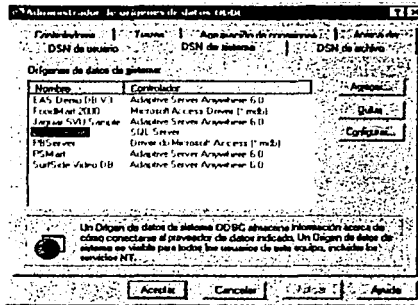 Administrador de orígenes de datos ODBC
Controladores Trazas Agrupación de conexiones Acerca de
DSN de usuario DSN de sistema DSN de archivo
Orígenes de datos de sistema:
Nombre Controlador
EAS Demo DB V3 Adaptive Server Anywhere 6.0
FoodMart 2000 Microsoft Access Driver (*.mdb)
Jaguar SVU Sample Adaptive Server Anywhere 6.0
SQL Server
PBServer Driver do Microsoft Access (*.mdb)
PSMart Adaptive Server Anywhere 6.0
SurfSide Video DB Adaptive Server Anywhere 6.0
Agregar...
Quitar
Configurar...
Un Origen de datos de sistema ODBC almacena información acerca de
cómo conectarse al proveedor de datos indicado. Un Origen de datos de
sistema es visible para todos los usuarios de este equipo, incluidos los
servicios NT.
Aceptar Cancelar Ayuda